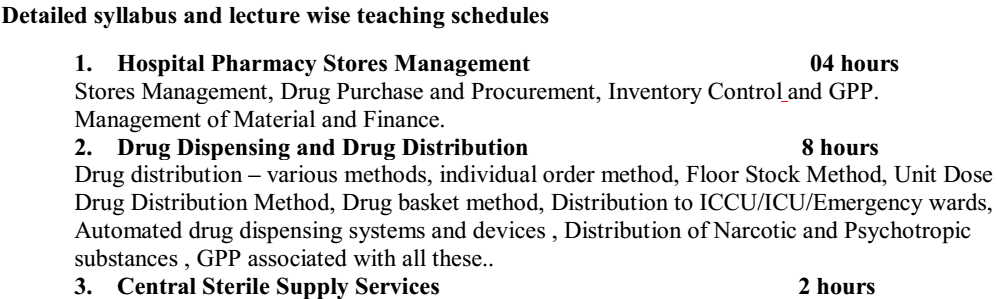 Detailed syllabus and lecture wise teaching schedules
1. Hospital Pharmacy Stores Management 04 hours
Stores Management, Drug Purchase and Procurement, Inventory Control and GPP.
Management of Material and Finance.
2. Drug Dispensing and Drug Distribution 8 hours
Drug distribution – various methods, individual order method, Floor Stock Method, Unit Dose
Drug Distribution Method, Drug basket method, Distribution to ICCU/ICU/Emergency wards,
Automated drug dispensing systems and devices , Distribution of Narcotic and Psychotropic
substances , GPP associated with all these..
3. Central Sterile Supply Services 2 hours